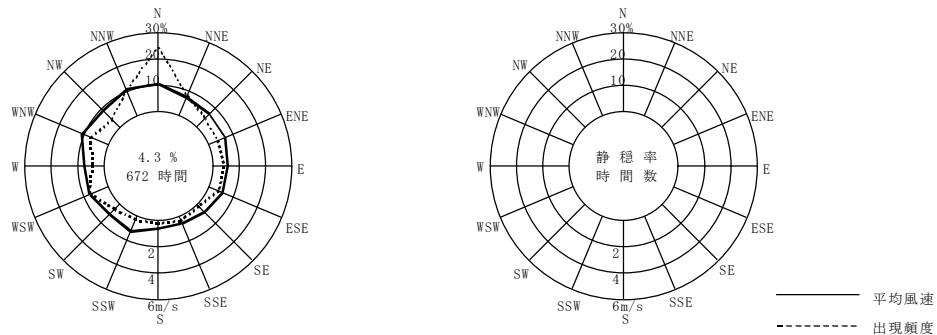 N
30%
NNW
NNE
20
NW
NE
10
WNW
ENE
4.3 %
W
E
672 時間
WSW
ESE
2
SW
SE
4
SSW
SSE
6m/s
S
N
30%
NNW
NNE
20
NW
NE
10
WNW
ENE
静穏率
W
E
時間数
WSW
ESE
2
SW
SE
4
SSW
SSE
6m/s
S
平均風速
出現頻度